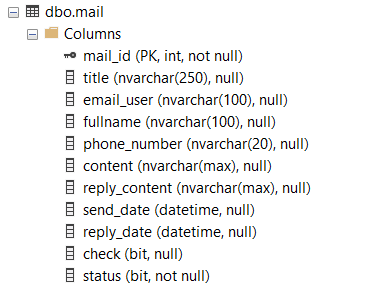 dbo.mail
Columns
mail_id (PK, int, not null)
title (nvarchar(250), null)
email_user (nvarchar(100), null)
fullname (nvarchar(100), null)
phone_number (nvarchar(20), null)
content (nvarchar(max), null)
reply_content (nvarchar(max), null)
send_date (datetime, null)
reply_date (datetime, null)
check (bit, null)
status (bit, not null)